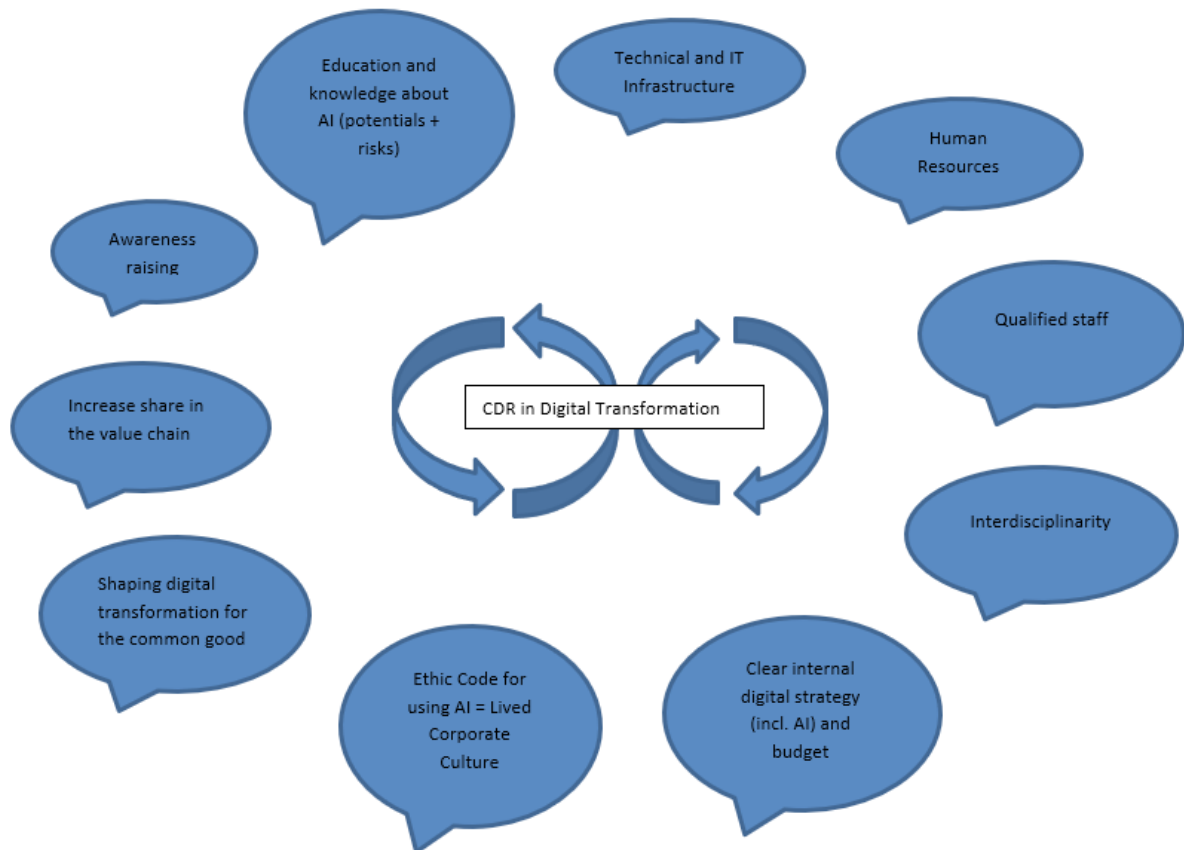 Education and
knowledge about
AI (potentials +
risks)
Technical and IT
Infrastructure
Human
Resources
Awareness
raising
Qualified staff
Increase share in
the value chain
CDR in Digital Transformation
Interdisciplinarity
Shaping digital
transformation for
the common good
Ethic Code for
using AI = Lived
Corporate
Culture
Clear internal
digital strategy
(incl. AI) and
budget